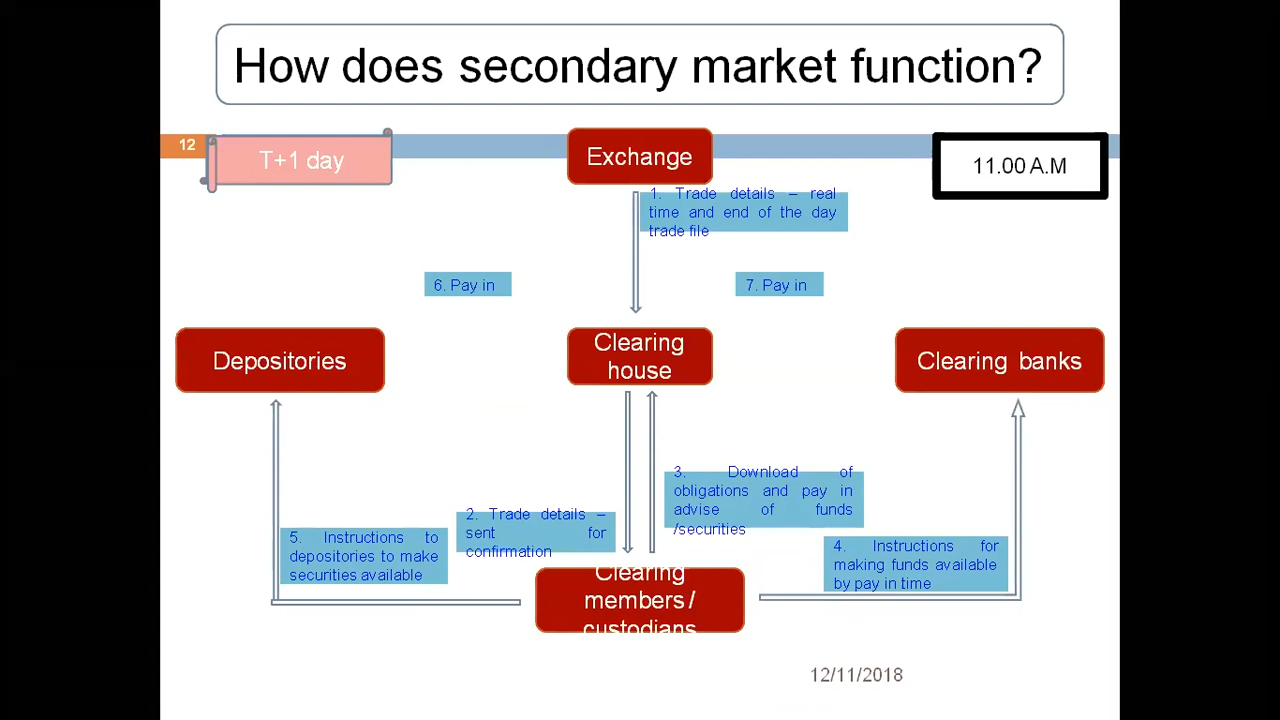 How does secondary market function?
12
T+1 day
Exchange
11.00 A.M
1. Trade details – real
time and end of the day
trade file
6. Pay in
7. Pay in
Depositories
Clearing
house
Clearing banks
3. Download of
obligations and pay in
advise of funds
/securities
2. Trade details –
sent for
confirmation
5. Instructions to
depositories to make
securities available
4. Instructions for
making funds available
by pay in time
Clearing
members /
custodians
12/11/2018